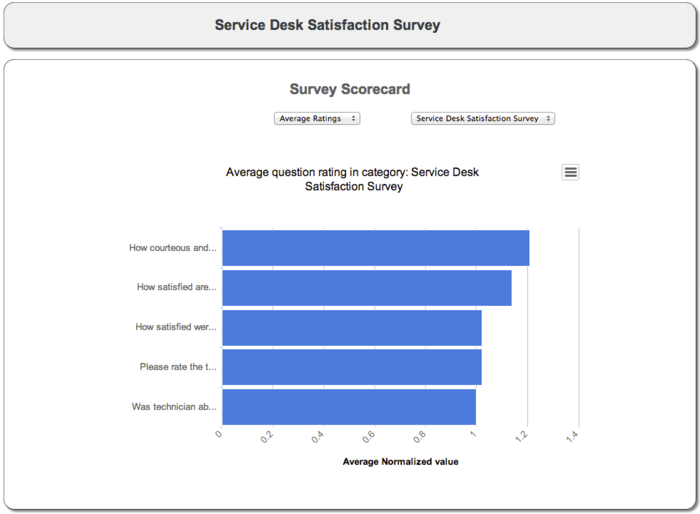 Service Desk Satisfaction Survey
Survey Scorecard
Average Ratings
Service Desk Satisfaction Survey
Average question rating in category: Service Desk
Satisfaction Survey
How courteous and...
How satisfied are...
How satisfied wer...
Please rate the t...
Was technician ab...
0
0.2
0.4
0.6
0.8
1
1.2
1.4
Average Normalized value